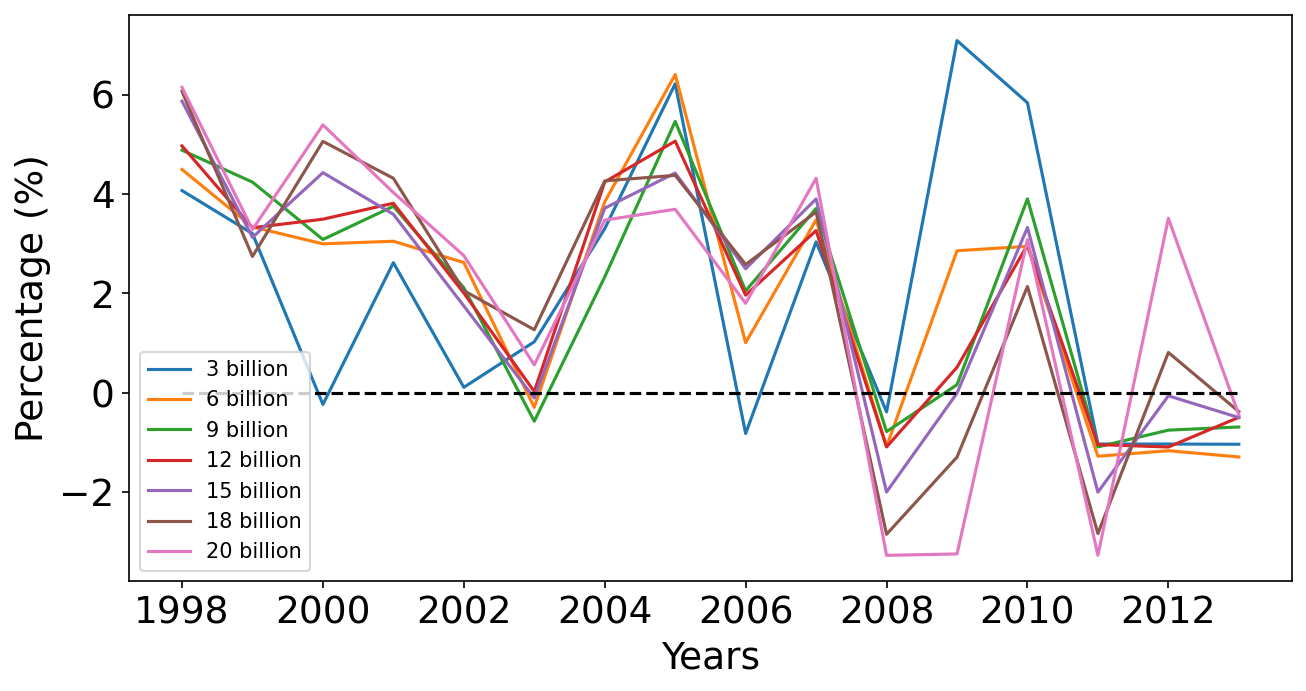 Percentage (%)
6
4
2
0
−2
3 billion
6 billion
9 billion
12 billion
15 billion
18 billion
20 billion
1998 2000 2002 2004 2006 2008 2010 2012
Years